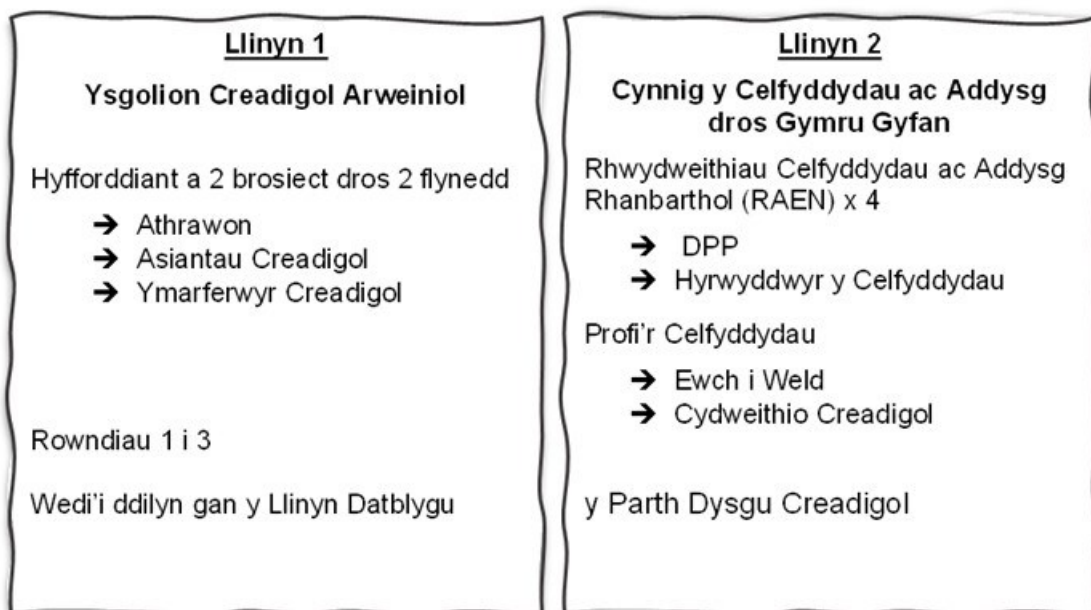 Llinyn 1
Ysgolion Creadigol Arweiniol
Hyfforddiant a 2 brosiect dros 2 flynedd
➔ Athrawon
➔ Asiantau Creadigol
➔ Ymarferwyr Creadigol
Rowndiau 1 i 3
Wedi'i ddilyn gan y Llinyn Datblygu
Llinyn 2
Cynnig y Celfyddydau ac Addysg
dros Gymru Gyfan
Rhwydweithiau Celfyddydau ac Addysg
Rhanbarthol (RAEN) x 4
➔ DPP
➔ Hyrwyddwyr y Celfyddydau
Profi'r Celfyddydau
➔ Ewch i Weld
➔ Cydweithio Creadigol
y Parth Dysgu Creadigol